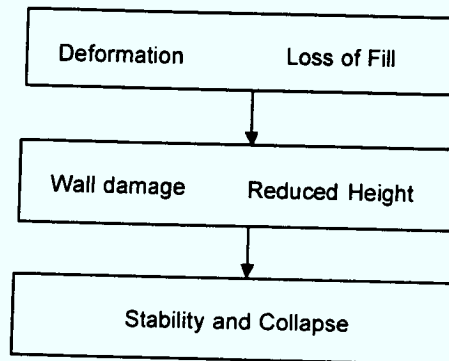 Deformation Loss of Fill
Wall damage Reduced Height
Stability and Collapse